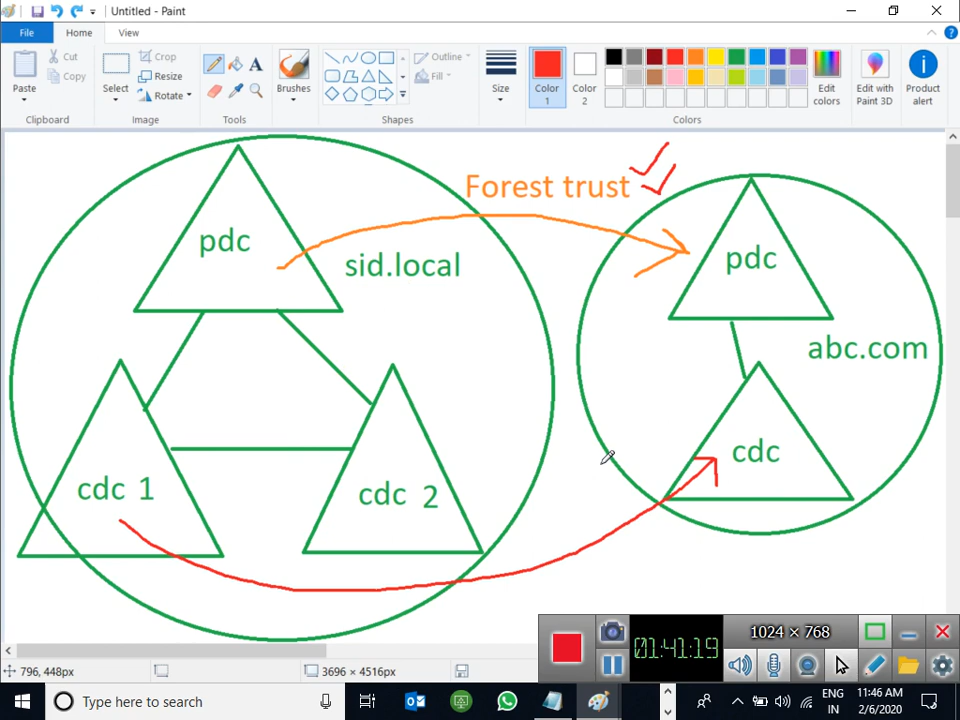 Untitled - Paint
File
Home
View
Paste
Cut
Copy
Clipboard
Select
Crop
Resize
Rotate
Image
A
Tools
Brushes
Outline
Fill
Shapes
Size
Color
1
Color
2
Edit
colors
Edit with
Paint 3D
Product
alert
Colors
Forest trust
pdc
sid.local
pdc
abc.com
cdc 1
cdc 2
cdc
1024 × 768
01:41:19
796, 448px
3696 × 4516px
Type here to search
ENG
IN
11:46 AM
2/6/2020